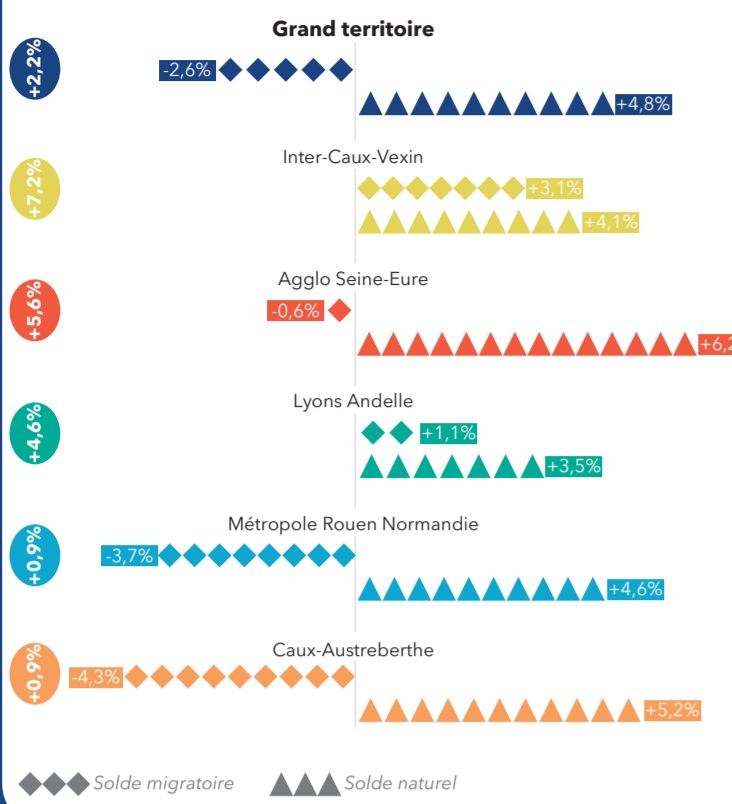 Grand territoire
+2,2%
-2,6%
+4,8%
Inter-Caux-Vexin
+7,2%
+3,1%
+4,1%
Agglo Seine-Eure
+5,6%
-0,6%
+6,2
Lyons Andelle
+4,6%
+1,1%
+3,5%
Métropole Rouen Normandie
+0,9%
-3,7%
+4,6%
Caux-Austreberthe
+0,9%
-4,3%
+5,2%
Solde migratoire
Solde naturel